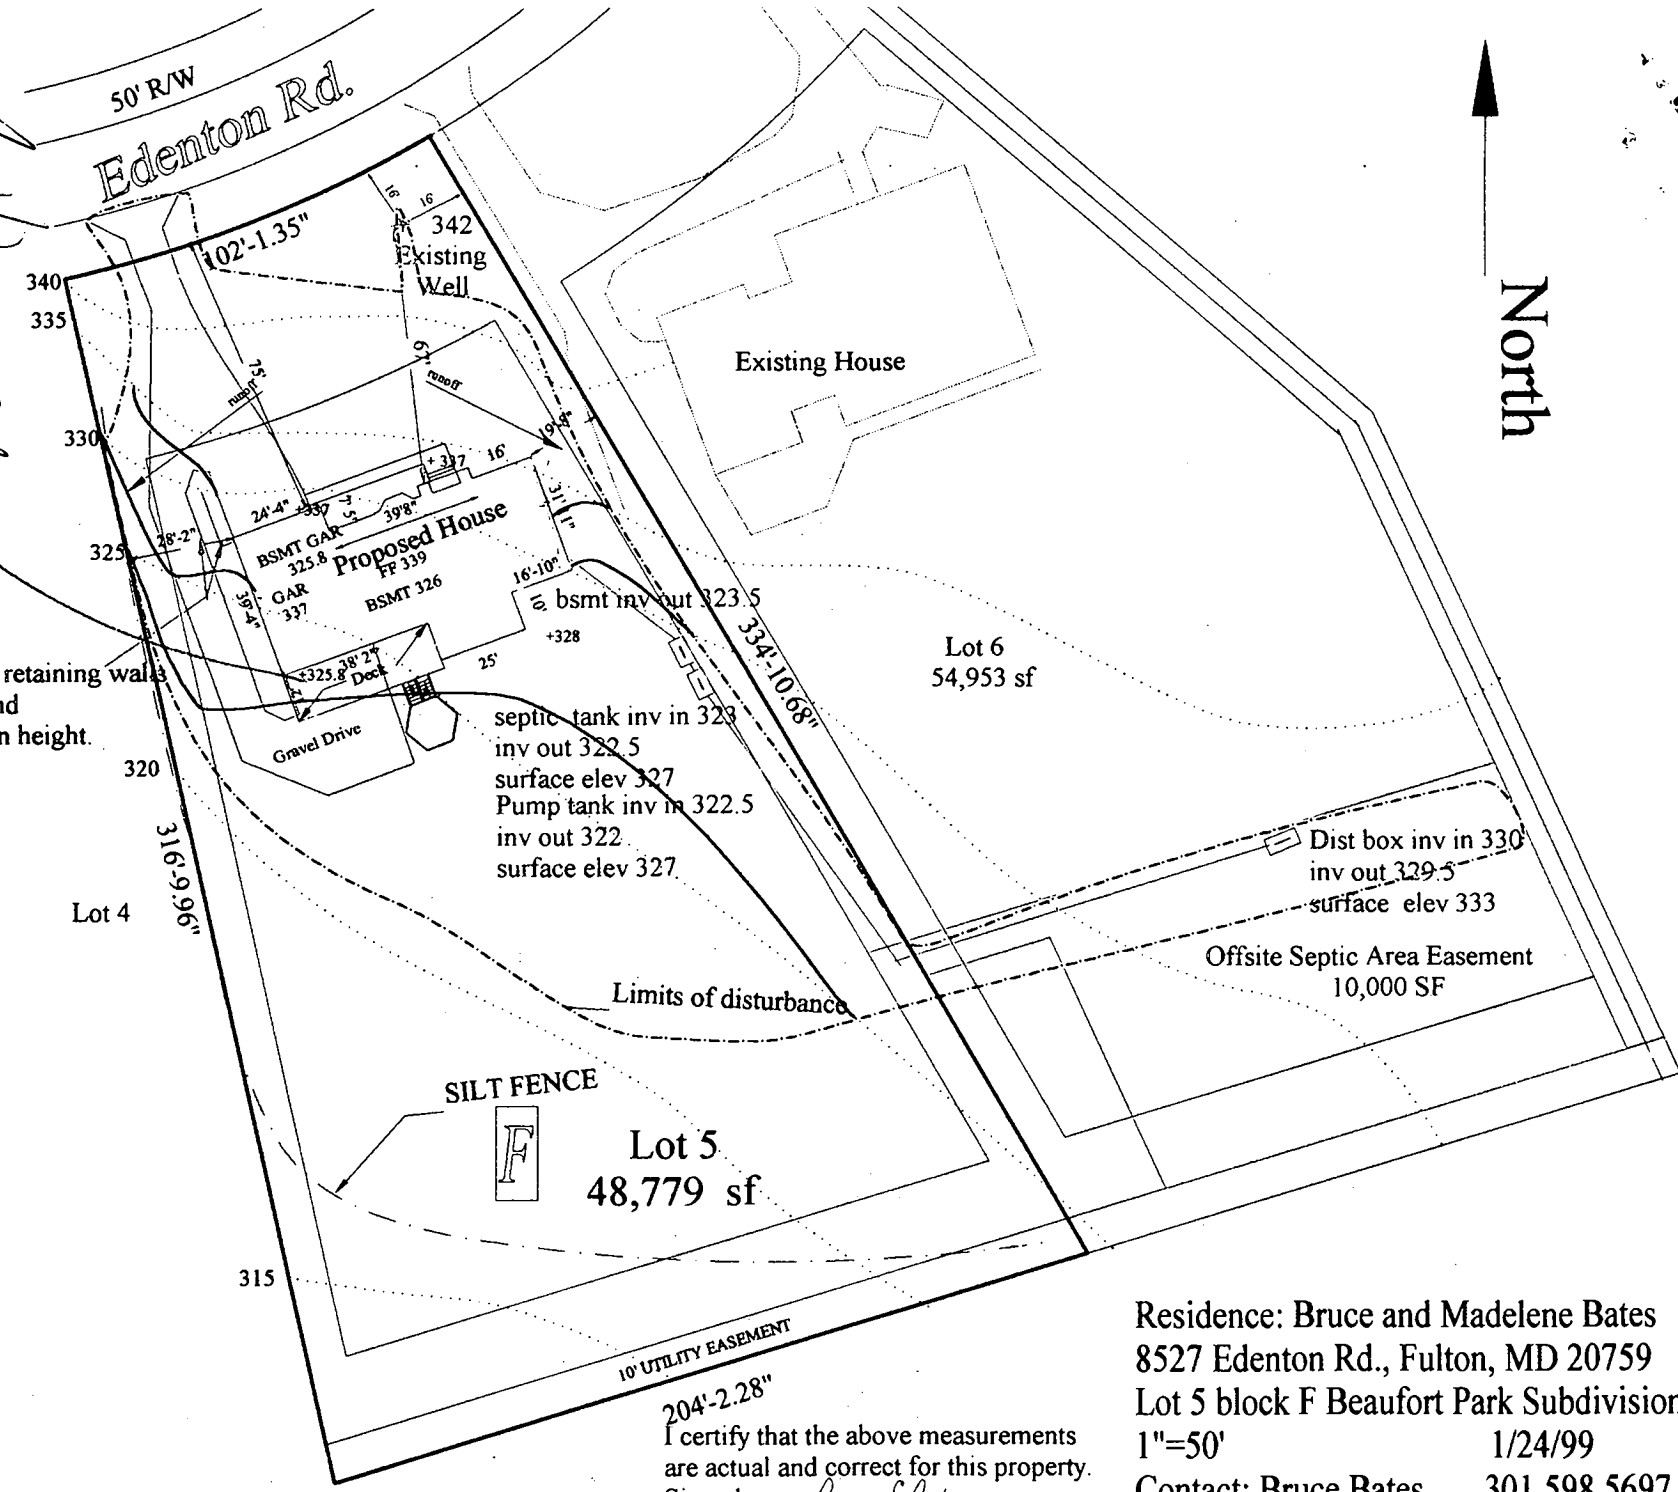 50' R/W
Edenton Rd.
102'-1.35"
16'
16'
342
Existing
Well
340
335
330
325
320
315
75'
runoff
67'
runoff
19'-8"
Existing House
North
+ 337
16'
24'-4"
+337
7'-5"
39'8"
31'-11"
28'-2"
BSMT GAR
325.8
Proposed House
FF 339
BSMT 326
GAR
337
39'-4"
16'-10"
10'
bsmt inv out 323.5
+328
25'
38'2"
+325.8
Deck
12'
Gravel Drive
retaining walls
nd
n height.
334'-10.68"
Lot 6
54,953 sf
septic tank inv in 323
inv out 322.5
surface elev 327
Pump tank inv in 322.5
inv out 322
surface elev 327
316'-9.96"
Lot 4
Dist box inv in 330
inv out 329.5
surface elev 333
Offsite Septic Area Easement
10,000 SF
Limits of disturbance
SILT FENCE
F
Lot 5
48,779 sf
10' UTILITY EASEMENT
204'-2.28"
I certify that the above measurements
are actual and correct for this property.
Residence: Bruce and Madelene Bates
8527 Edenton Rd., Fulton, MD 20759
Lot 5 block F Beaufort Park Subdivision
1"=50' 1/24/99
Contact: Bruce Bates 301 598 5697